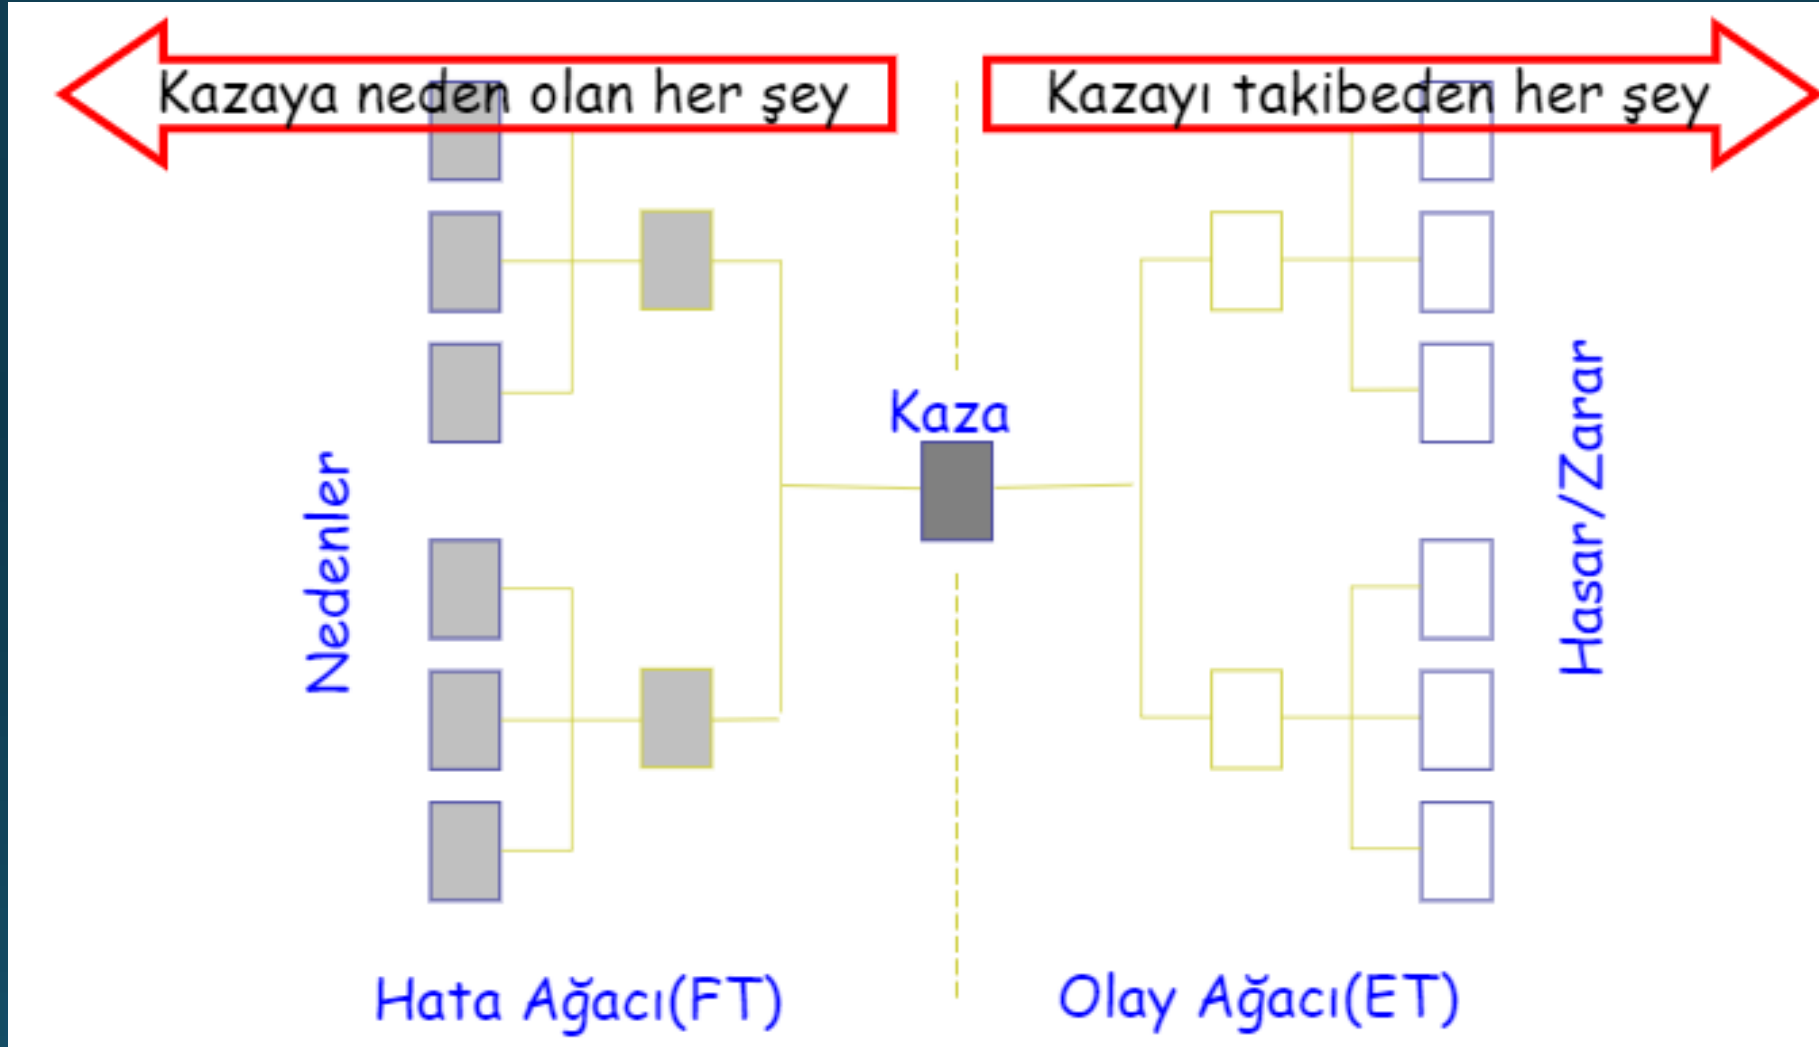 Kazaya neden olan her şey
Kazayı takibeden her şey
Kaza
Nedenler
Hasar/Zarar
Hata Ağacı(FT)
Olay Ağacı(ET)